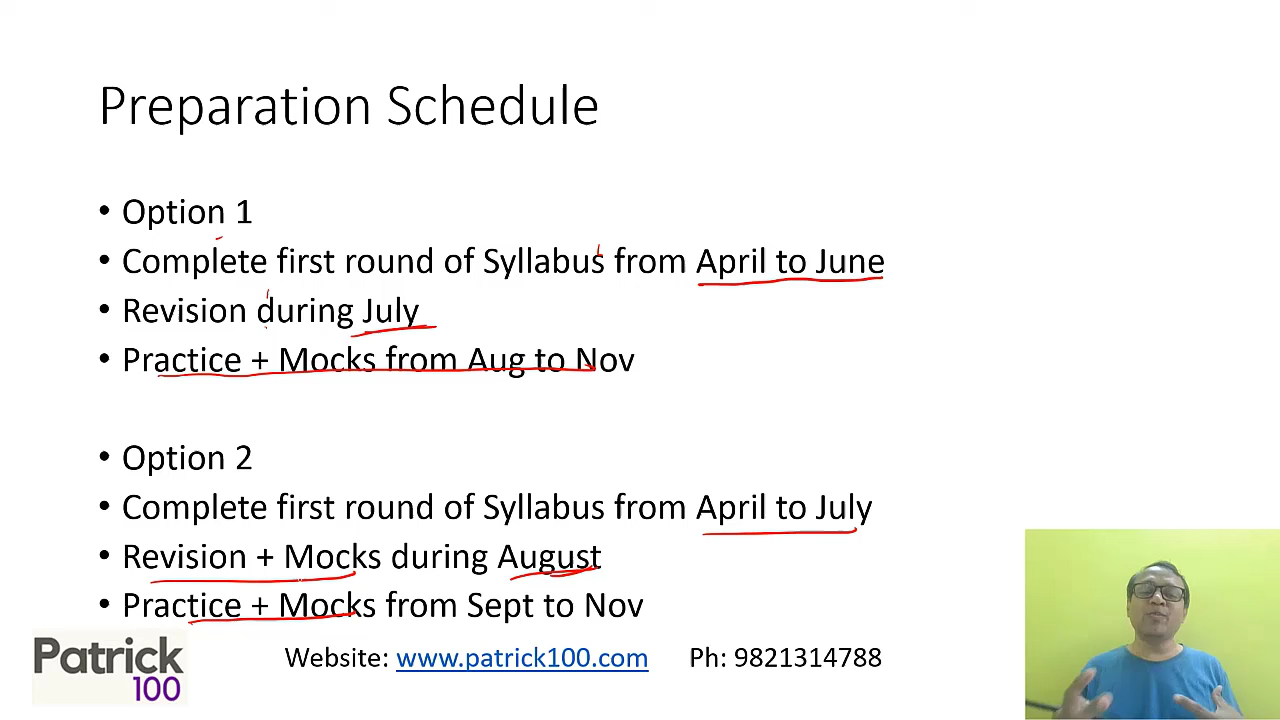 Preparation Schedule
• Option 1
• Complete first round of Syllabus from April to June
• Revision during July
• Practice + Mocks from Aug to Nov
• Option 2
• Complete first round of Syllabus from April to July
• Revision + Mocks during August
• Practice + Mocks from Sept to Nov
Patrick
100
Website: www.patrick100.com Ph: 9821314788